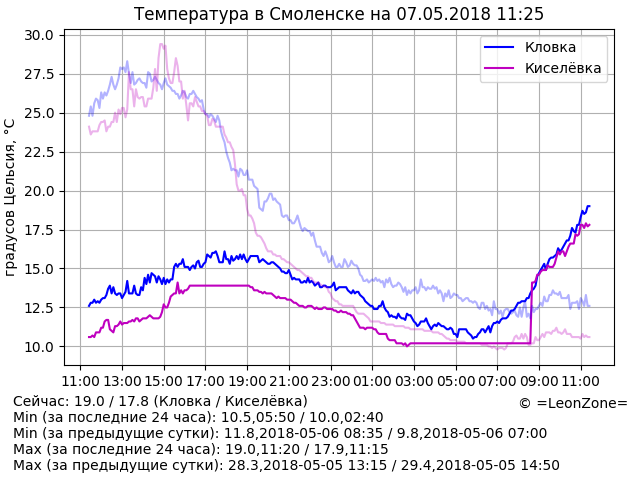 Температура в Смоленске на 07.05.2018 11:25
градусов Цельсия, °C
30.0
27.5
25.0
22.5
20.0
17.5
15.0
12.5
10.0
Кловка
Киселёвка
11:00 13:00 15:00 17:00 19:00 21:00 23:00 01:00 03:00 05:00 07:00 09:00 11:00
Сейчас: 19.0 / 17.8 (Кловка / Киселёвка)
© =LeonZone=
Min (за последние 24 часа): 10.5,05:50 / 10.0,02:40
Min (за предыдущие сутки): 11.8,2018-05-06 08:35 / 9.8,2018-05-06 07:00
Max (за последние 24 часа): 19.0,11:20 / 17.9,11:15
Max (за предыдущие сутки): 28.3,2018-05-05 13:15 / 29.4,2018-05-05 14:50